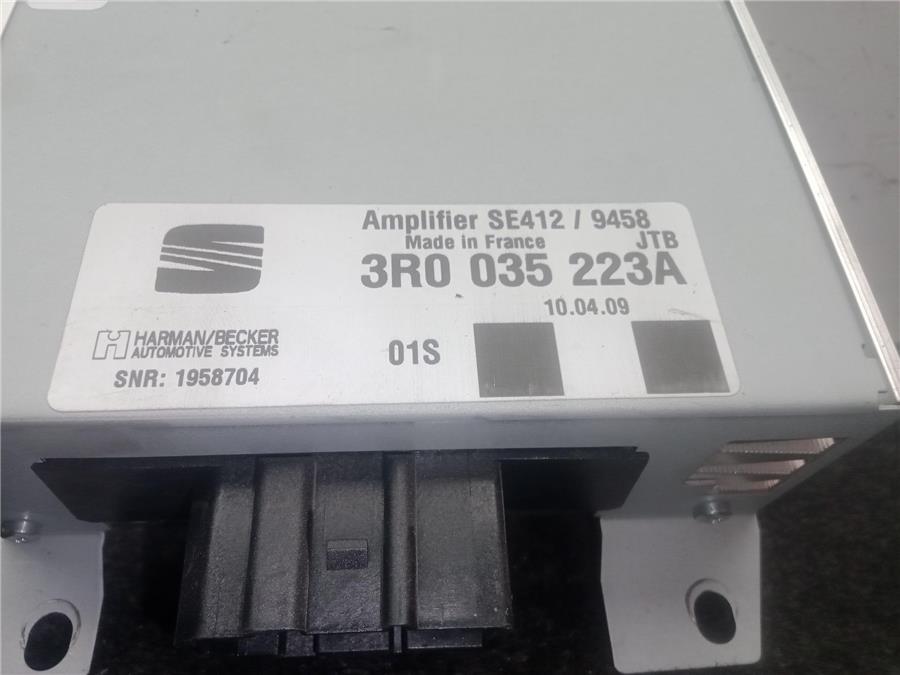 Amplifier SE412 / 9458
Made in France
JTB
3R0 035 223A
10.04.09
HARMAN/BECKER
AUTOMOTIVE SYSTEMS
01S
SNR: 1958704